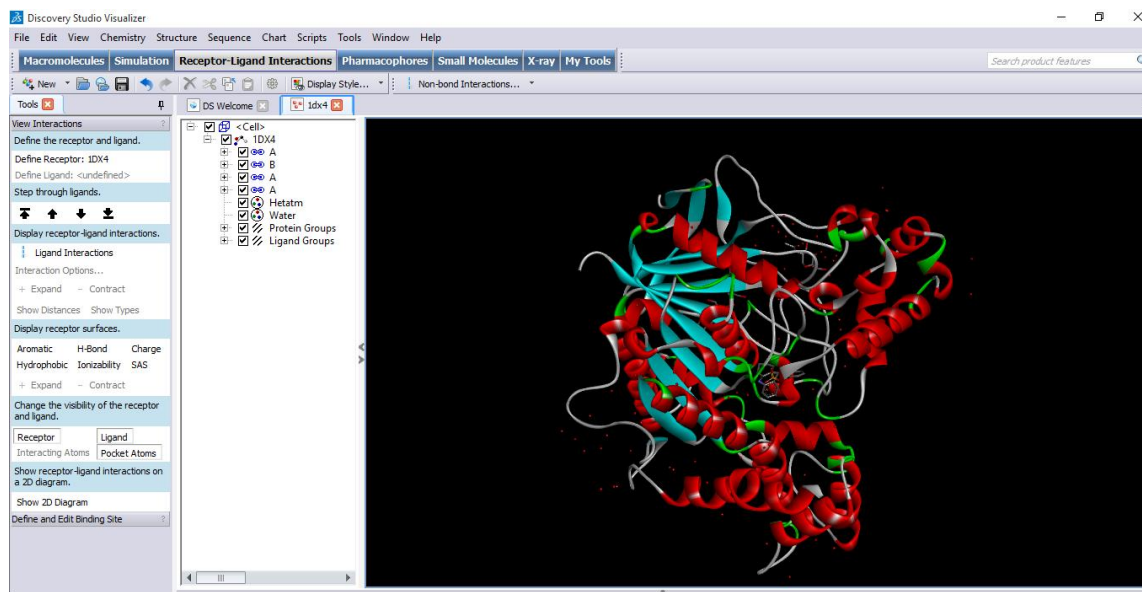 Discovery Studio Visualizer
File Edit View Chemistry Structure Sequence Chart Scripts Tools Window Help
Macromolecules Simulation Receptor-Ligand Interactions Pharmacophores Small Molecules X-ray My Tools
Search product features
New Display Style... Non-bond Interactions...
Tools
DS Welcome 1dx4
View Interactions ?
Define the receptor and ligand.
Define Receptor: 1DX4
Define Ligand: <undefined>
Step through ligands.
Display receptor-ligand interactions.
Ligand Interactions
Interaction Options...
+ Expand - Contract
Show Distances Show Types
Display receptor surfaces.
Aromatic H-Bond Charge
Hydrophobic Ionizability SAS
+ Expand - Contract
Change the visibility of the receptor
and ligand.
Receptor Ligand
Interacting Atoms Pocket Atoms
Show receptor-ligand interactions on
a 2D diagram.
Show 2D Diagram
Define and Edit Binding Site ?
<Cell>
1DX4
A
B
A
A
Hetatm
Water
Protein Groups
Ligand Groups